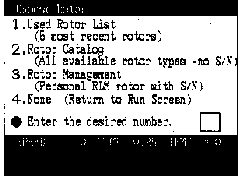 1.Used Rotor List
(6 most recent rotors)
2.Rotor Catalog
(All available rotor types -no S/N)
3.Rotor Management
(Personal RLM rotor with S/N)
4.None (Return to Run Screen)
● Enter the desired number.